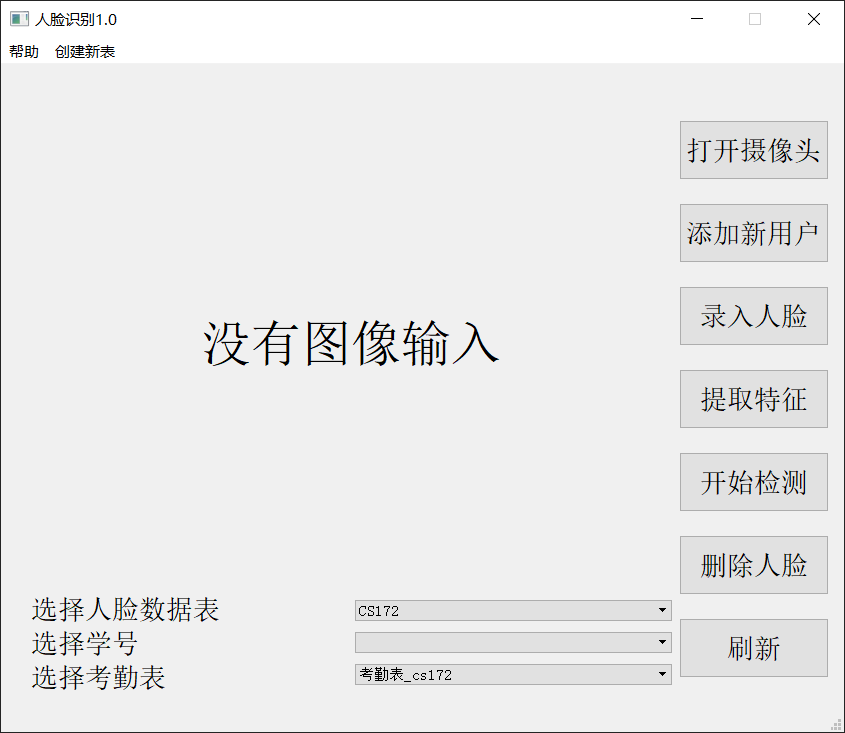 人脸识别1.0
帮助 创建新表
打开摄像头
添加新用户
录入人脸
没有图像输入
提取特征
开始检测
删除人脸
选择人脸数据表 CS172
选择学号
刷新
选择考勤表 考勤表_cs172